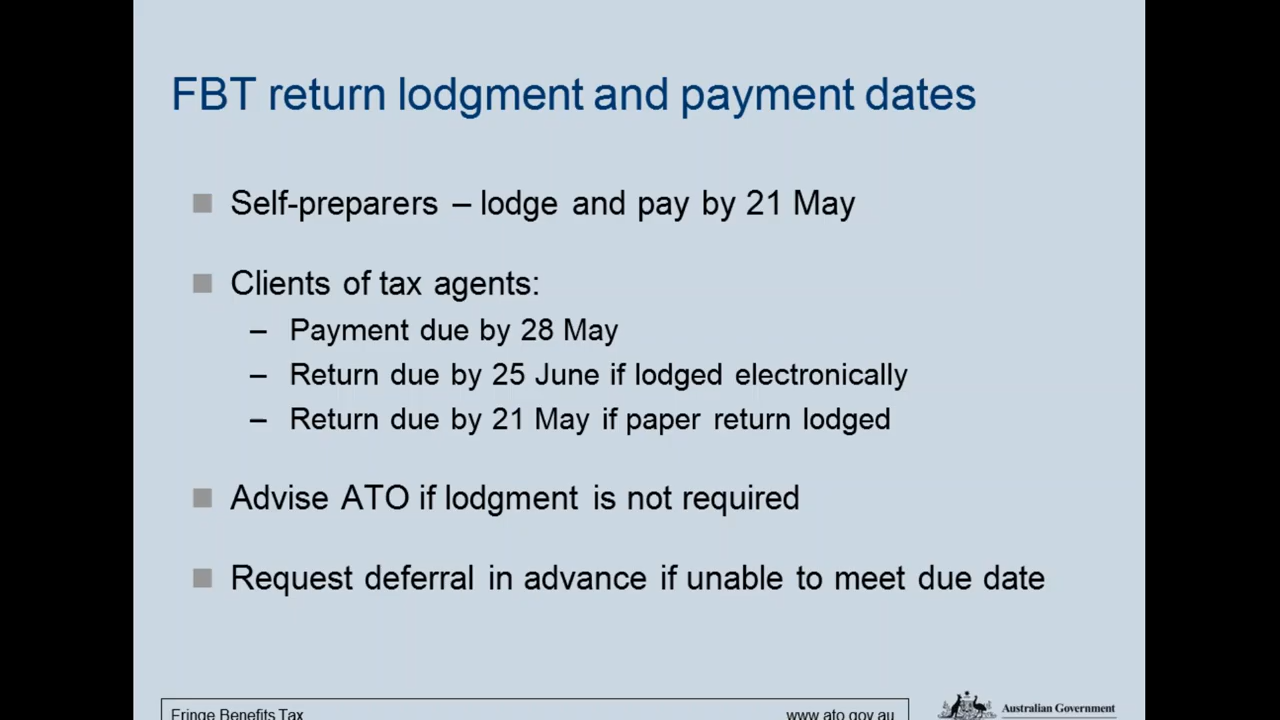 FBT return lodgment and payment dates
Self-preparers – lodge and pay by 21 May
Clients of tax agents:
– Payment due by 28 May
– Return due by 25 June if lodged electronically
– Return due by 21 May if paper return lodged
Advise ATO if lodgment is not required
Request deferral in advance if unable to meet due date
Fringe Benefits Tax
www.ato.gov.au
Australian Government